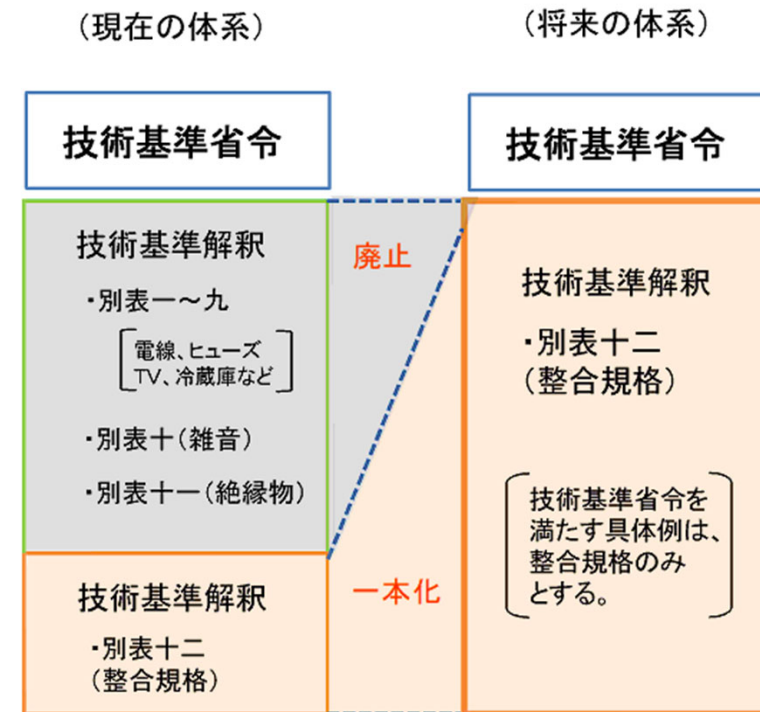 （現在の体系）
技術基準省令
技術基準解釈
・別表一～九
電線、ヒューズ
TV、冷蔵庫など
・別表十（雑音）
・別表十一（絶縁物）
技術基準解釈
・別表十二
（整合規格）
廃止
一本化
（将来の体系）
技術基準省令
技術基準解釈
・別表十二
（整合規格）
技術基準省令を
満たす具体例は、
整合規格のみ
とする。